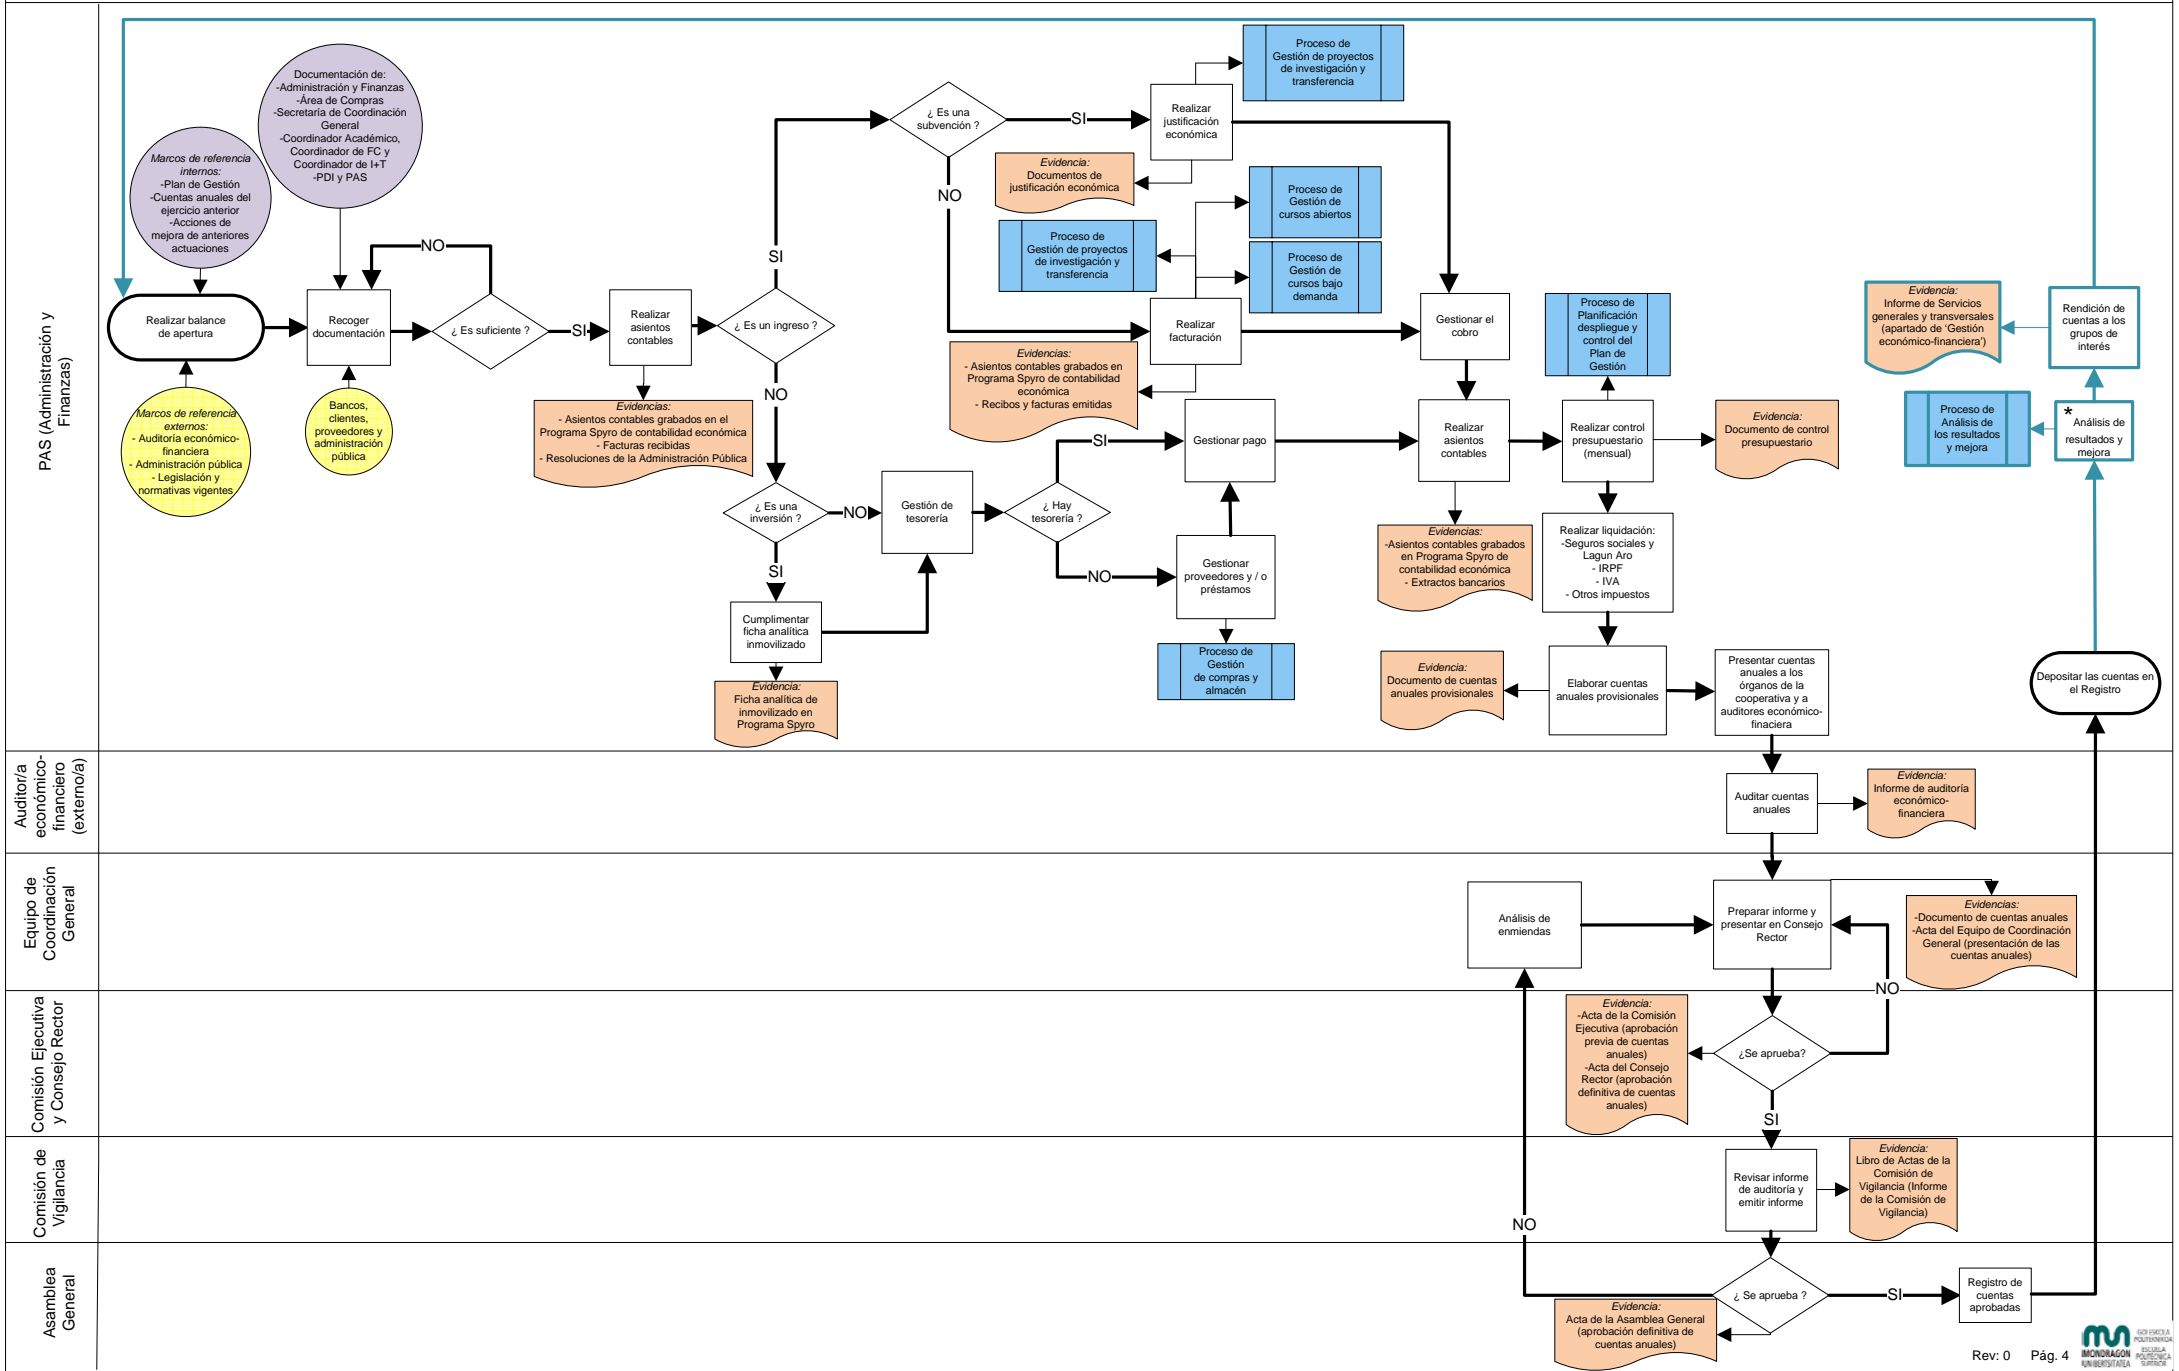 PAS (Administración y
Finanzas)
Marcos de referencia
internos:
-Plan de Gestión
-Cuentas anuales del
ejercicio anterior
-Acciones de
mejora de anteriores
actuaciones
Documentación de:
-Administración y Finanzas
-Área de Compras
-Secretaría de Coordinación
General
-Coordinador Académico,
Coordinador de FC y
Coordinador de I+T
-PDI y PAS
Realizar balance
de apertura
Marcos de referencia
externos:
- Auditoría económico-
financiera
- Administración pública
- Legislación y
normativas vigentes
Recoger
documentación
Bancos,
clientes,
proveedores y
administración
pública
NO
¿ Es suficiente ?
SI
Realizar
asientos
contables
Evidencias:
- Asientos contables grabados en el
Programa Spyro de contabilidad económica
- Facturas recibidas
- Resoluciones de la Administración Pública
¿ Es un ingreso ?
SI
NO
¿ Es una
subvención ?
SI
NO
Realizar
justificación
económica
Proceso de
Gestión de proyectos
de investigación y
transferencia
Evidencia:
Documentos de
justificación económica
Proceso de
Gestión de
cursos abiertos
Proceso de
Gestión de proyectos
de investigación y
transferencia
Proceso de
Gestión de
cursos bajo
demanda
Realizar
facturación
Evidencias:
- Asientos contables grabados en
Programa Spyro de contabilidad
económica
- Recibos y facturas emitidas
Gestionar el
cobro
¿ Es una
inversión ?
NO
SI
Cumplimentar
ficha analítica
inmovilizado
Evidencia:
Ficha analítica de
inmovilizado en
Programa Spyro
Gestión de
tesorería
¿ Hay
tesorería ?
SI
NO
Gestionar pago
Gestionar
proveedores y / o
préstamos
Proceso de
Gestión
de compras y
almacén
Realizar
asientos
contables
Evidencias:
-Asientos contables grabados
en Programa Spyro de
contabilidad económica
- Extractos bancarios
Proceso de
Planificación
despliegue y
control del
Plan de
Gestión
Realizar control
presupuestario
(mensual)
Evidencia:
Documento de control
presupuestario
Realizar liquidación:
-Seguros sociales y
Lagun Aro
- IRPF
- IVA
- Otros impuestos
Elaborar cuentas
anuales provisionales
Evidencia:
Documento de cuentas
anuales provisionales
Presentar cuentas
anuales a los
órganos de la
cooperativa y a
auditores económico-
finaciera
Evidencia:
Informe de Servicios
generales y transversales
(apartado de ‘Gestión
económico-financiera’)
Rendición de
cuentas a los
grupos de
interés
Proceso de
Análisis de
los resultados
y mejora
* Análisis de
resultados y
mejora
Depositar las cuentas en
el Registro
Auditor/a
económico-
financiero
(externo/a)
Auditar cuentas
anuales
Evidencia:
Informe de auditoría
económico-
financiera
Equipo de
Coordinación
General
Análisis de
enmiendas
Preparar informe y
presentar en Consejo
Rector
Evidencias:
-Documento de cuentas anuales
-Acta del Equipo de Coordinación
General (presentación de las
cuentas anuales)
NO
Comisión Ejecutiva
y Consejo Rector
Evidencia:
-Acta de la Comisión
Ejecutiva (aprobación
previa de cuentas
anuales)
-Acta del Consejo
Rector (aprobación
definitiva de cuentas
anuales)
¿Se aprueba?
SI
Comisión de
Vigilancia
Revisar informe
de auditoría y
emitir informe
Evidencia:
Libro de Actas de la
Comisión de
Vigilancia (Informe
de la Comisión de
Vigilancia)
NO
Asamblea
General
¿ Se aprueba ?
SI
Registro de
cuentas
aprobadas
Evidencia:
Acta de la Asamblea General
(aprobación definitiva de
cuentas anuales)
Rev: 0 Pág. 4
MONDRAGON
UNIBERTSITATEA
GOI ESKOLA
POLITEKNIKOA
ESCUELA
POLITÉCNICA
SUPERIOR